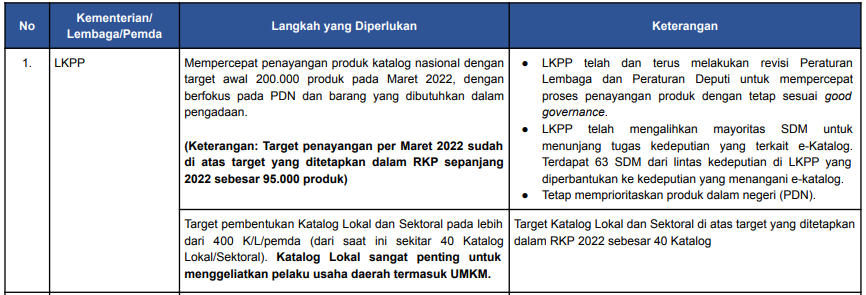 No
Kementerian/
Lembaga/Pemda
Langkah yang Diperlukan
Keterangan
1.
LKPP
Mempercepat penayangan produk katalog nasional dengan
target awal 200.000 produk pada Maret 2022, dengan
berfokus pada PDN dan barang yang dibutuhkan dalam
pengadaan.
(Keterangan: Target penayangan per Maret 2022 sudah
di atas target yang ditetapkan dalam RKP sepanjang
2022 sebesar 95.000 produk)
● LKPP telah dan terus melakukan revisi Peraturan
Lembaga dan Peraturan Deputi untuk mempercepat
proses penayangan produk dengan tetap sesuai good
governance.
● LKPP telah mengalihkan mayoritas SDM untuk
menunjang tugas kedeputian yang terkait e-Katalog.
Terdapat 63 SDM dari lintas kedeputian di LKPP yang
diperbantukan ke kedeputian yang menangani e-katalog.
● Tetap memprioritaskan produk dalam negeri (PDN).
Target pembentukan Katalog Lokal dan Sektoral pada lebih
dari 400 K/L/pemda (dari saat ini sekitar 40 Katalog
Lokal/Sektoral). Katalog Lokal sangat penting untuk
menggeliatkan pelaku usaha daerah termasuk UMKM.
Target Katalog Lokal dan Sektoral di atas target yang ditetapkan
dalam RKP 2022 sebesar 40 Katalog